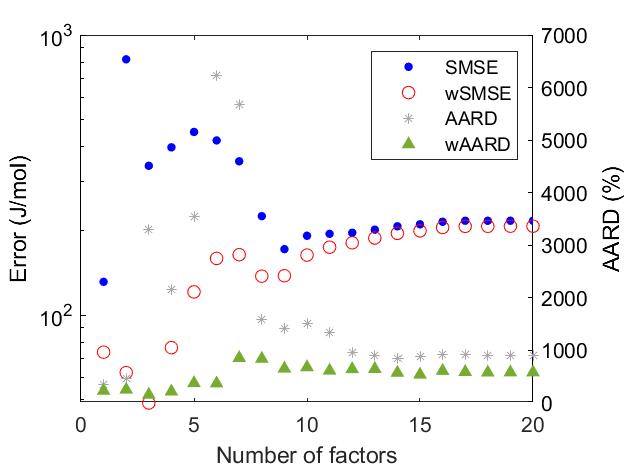 10³
7000
6000
5000
4000
3000
2000
1000
0
10²
Error (J/mol)
AARD (%)
SMSE
wSMSE
AARD
wAARD
0 5 10 15 20
Number of factors